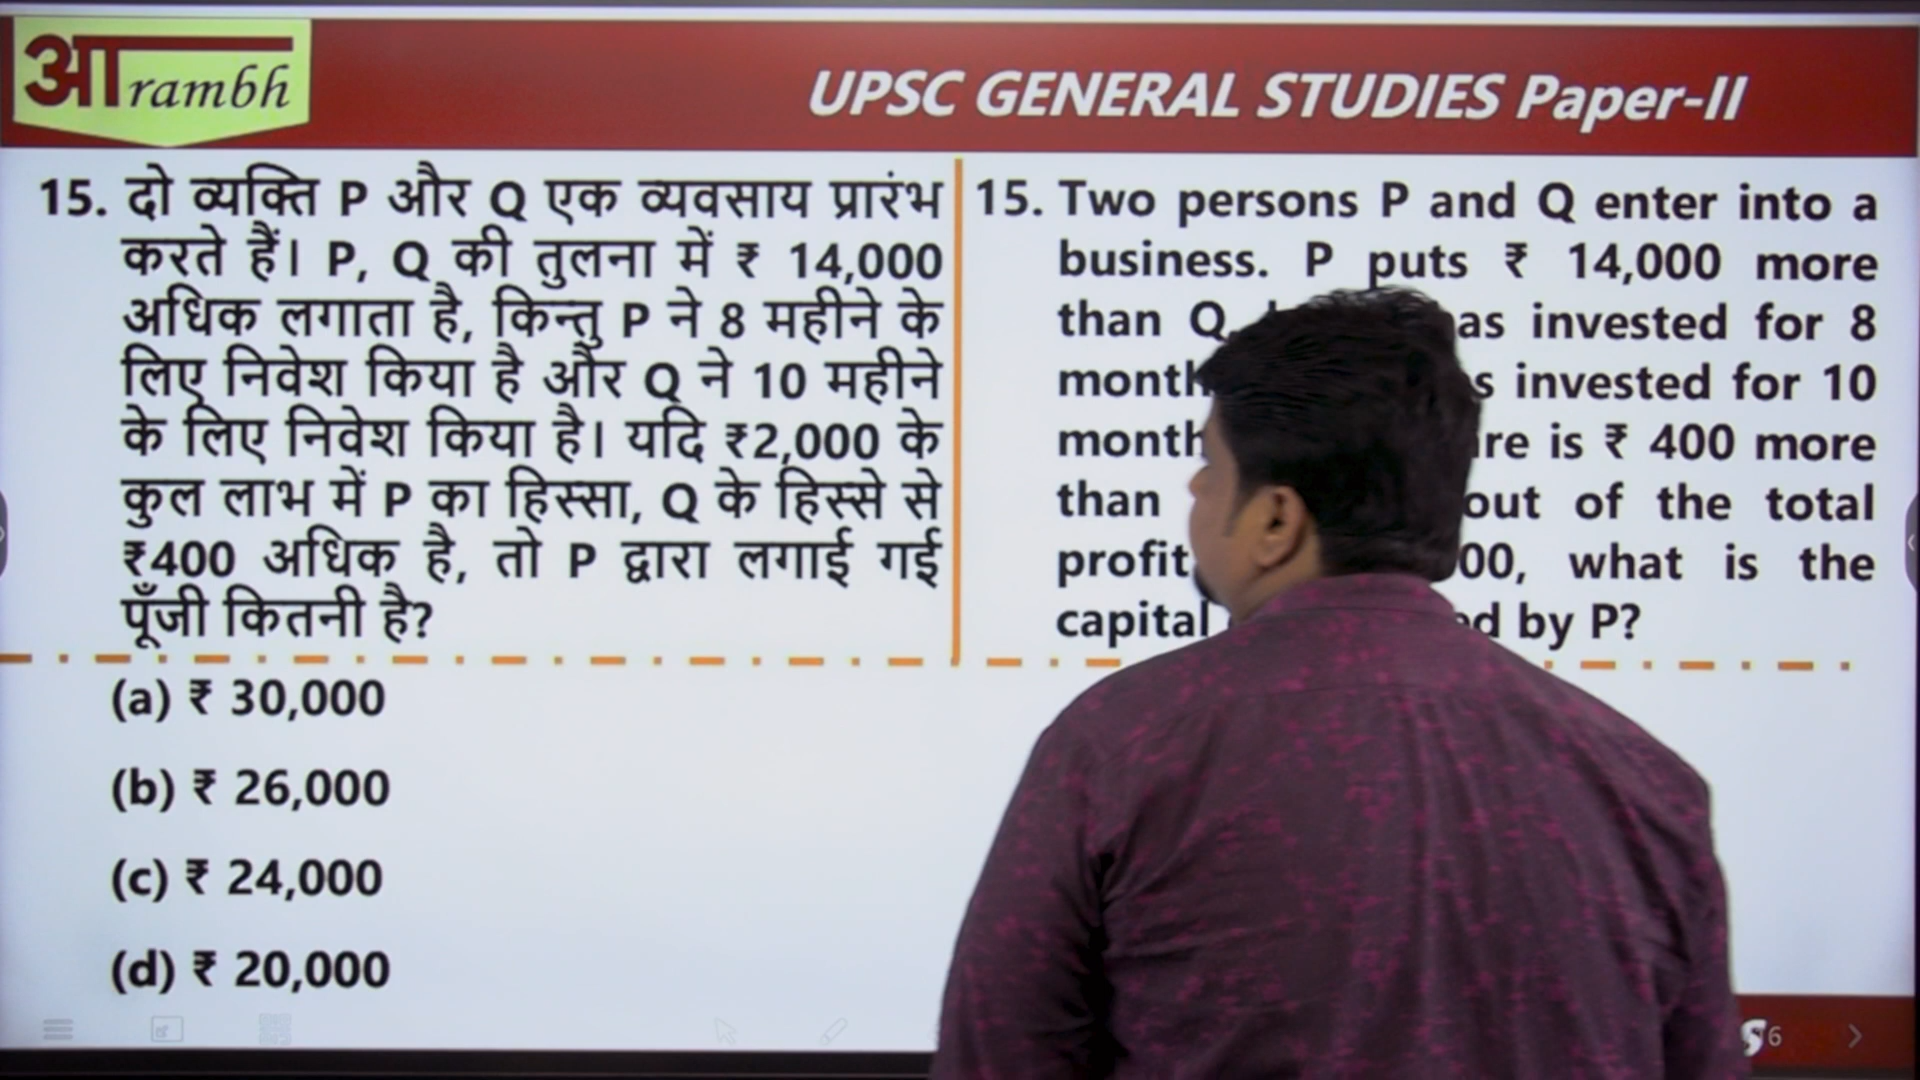 आrambh
UPSC GENERAL STUDIES Paper-II
15. दो व्यक्ति P और Q एक व्यवसाय प्रारंभ
करते हैं। P, Q की तुलना में ₹ 14,000
अधिक लगाता है, किन्तु P ने 8 महीने के
लिए निवेश किया है और Q ने 10 महीने
के लिए निवेश किया है। यदि ₹2,000 के
कुल लाभ में P का हिस्सा, Q के हिस्से से
₹400 अधिक है, तो P द्वारा लगाई गई
पूँजी कितनी है?
15. Two persons P and Q enter into a
business. P puts ₹ 14,000 more
than Q, as invested for 8
invested for 10
is ₹ 400 more
than out of the total
profit 00, what is the
capital by P?
(a) ₹ 30,000
(b) ₹ 26,000
(c) ₹ 24,000
(d) ₹ 20,000